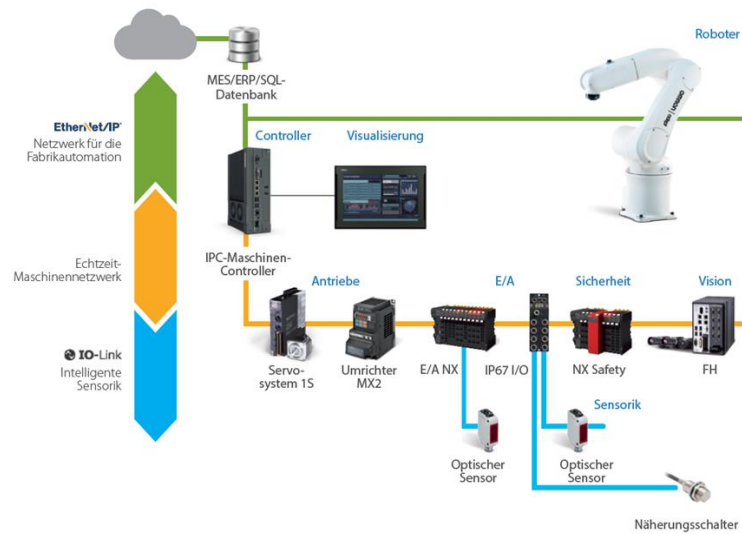 Roboter
MES/ERP/SQL-
Datenbank
EtherNet/IP
Netzwerk für die
Fabrikautomation
Controller
Visualisierung
IPC-Maschinen-
Controller
Echtzeit-
Maschinennetzwerk
Antriebe
E/A
Sicherheit
Vision
IO-Link
Intelligente
Sensorik
Servo-
system 1S
Umrichter
MX2
E/A NX
IP67 I/O
NX Safety
FH
Sensorik
Optischer
Sensor
Optischer
Sensor
Näherungsschalter
OMRON